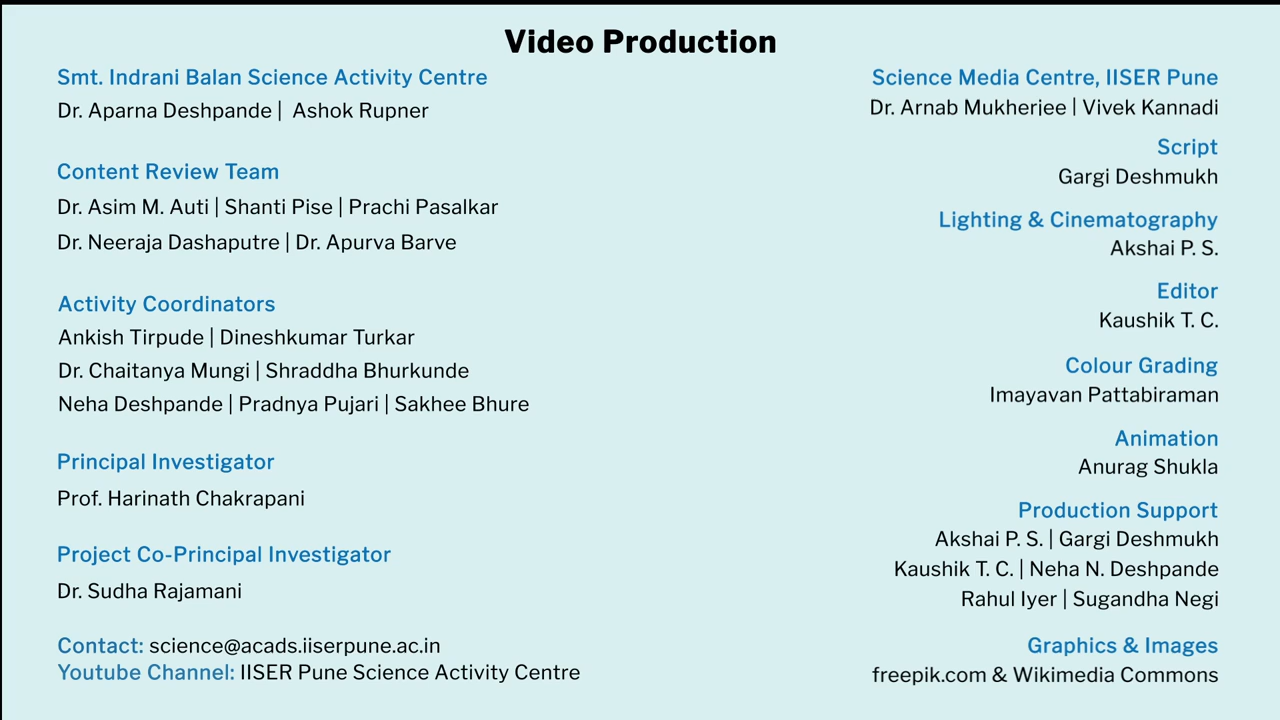 Video Production
Smt. Indrani Balan Science Activity Centre
Dr. Aparna Deshpande | Ashok Rupner
Content Review Team
Dr. Asim M. Auti | Shanti Pise | Prachi Pasalkar
Dr. Neeraja Dashaputre | Dr. Apurva Barve
Activity Coordinators
Ankish Tirpude | Dineshkumar Turkar
Dr. Chaitanya Mungi | Shraddha Bhurkunde
Neha Deshpande | Pradnya Pujari | Sakhee Bhure
Principal Investigator
Prof. Harinath Chakrapani
Project Co-Principal Investigator
Dr. Sudha Rajamani
Contact: science@acads.iiserpune.ac.in
Youtube Channel: IISER Pune Science Activity Centre
Science Media Centre, IISER Pune
Dr. Arnab Mukherjee | Vivek Kannadi
Script
Gargi Deshmukh
Lighting & Cinematography
Akshai P. S.
Editor
Kaushik T. C.
Colour Grading
Imayavan Pattabiraman
Animation
Anurag Shukla
Production Support
Akshai P. S. | Gargi Deshmukh
Kaushik T. C. | Neha N. Deshpande
Rahul Iyer | Sugandha Negi
Graphics & Images
freepik.com & Wikimedia Commons